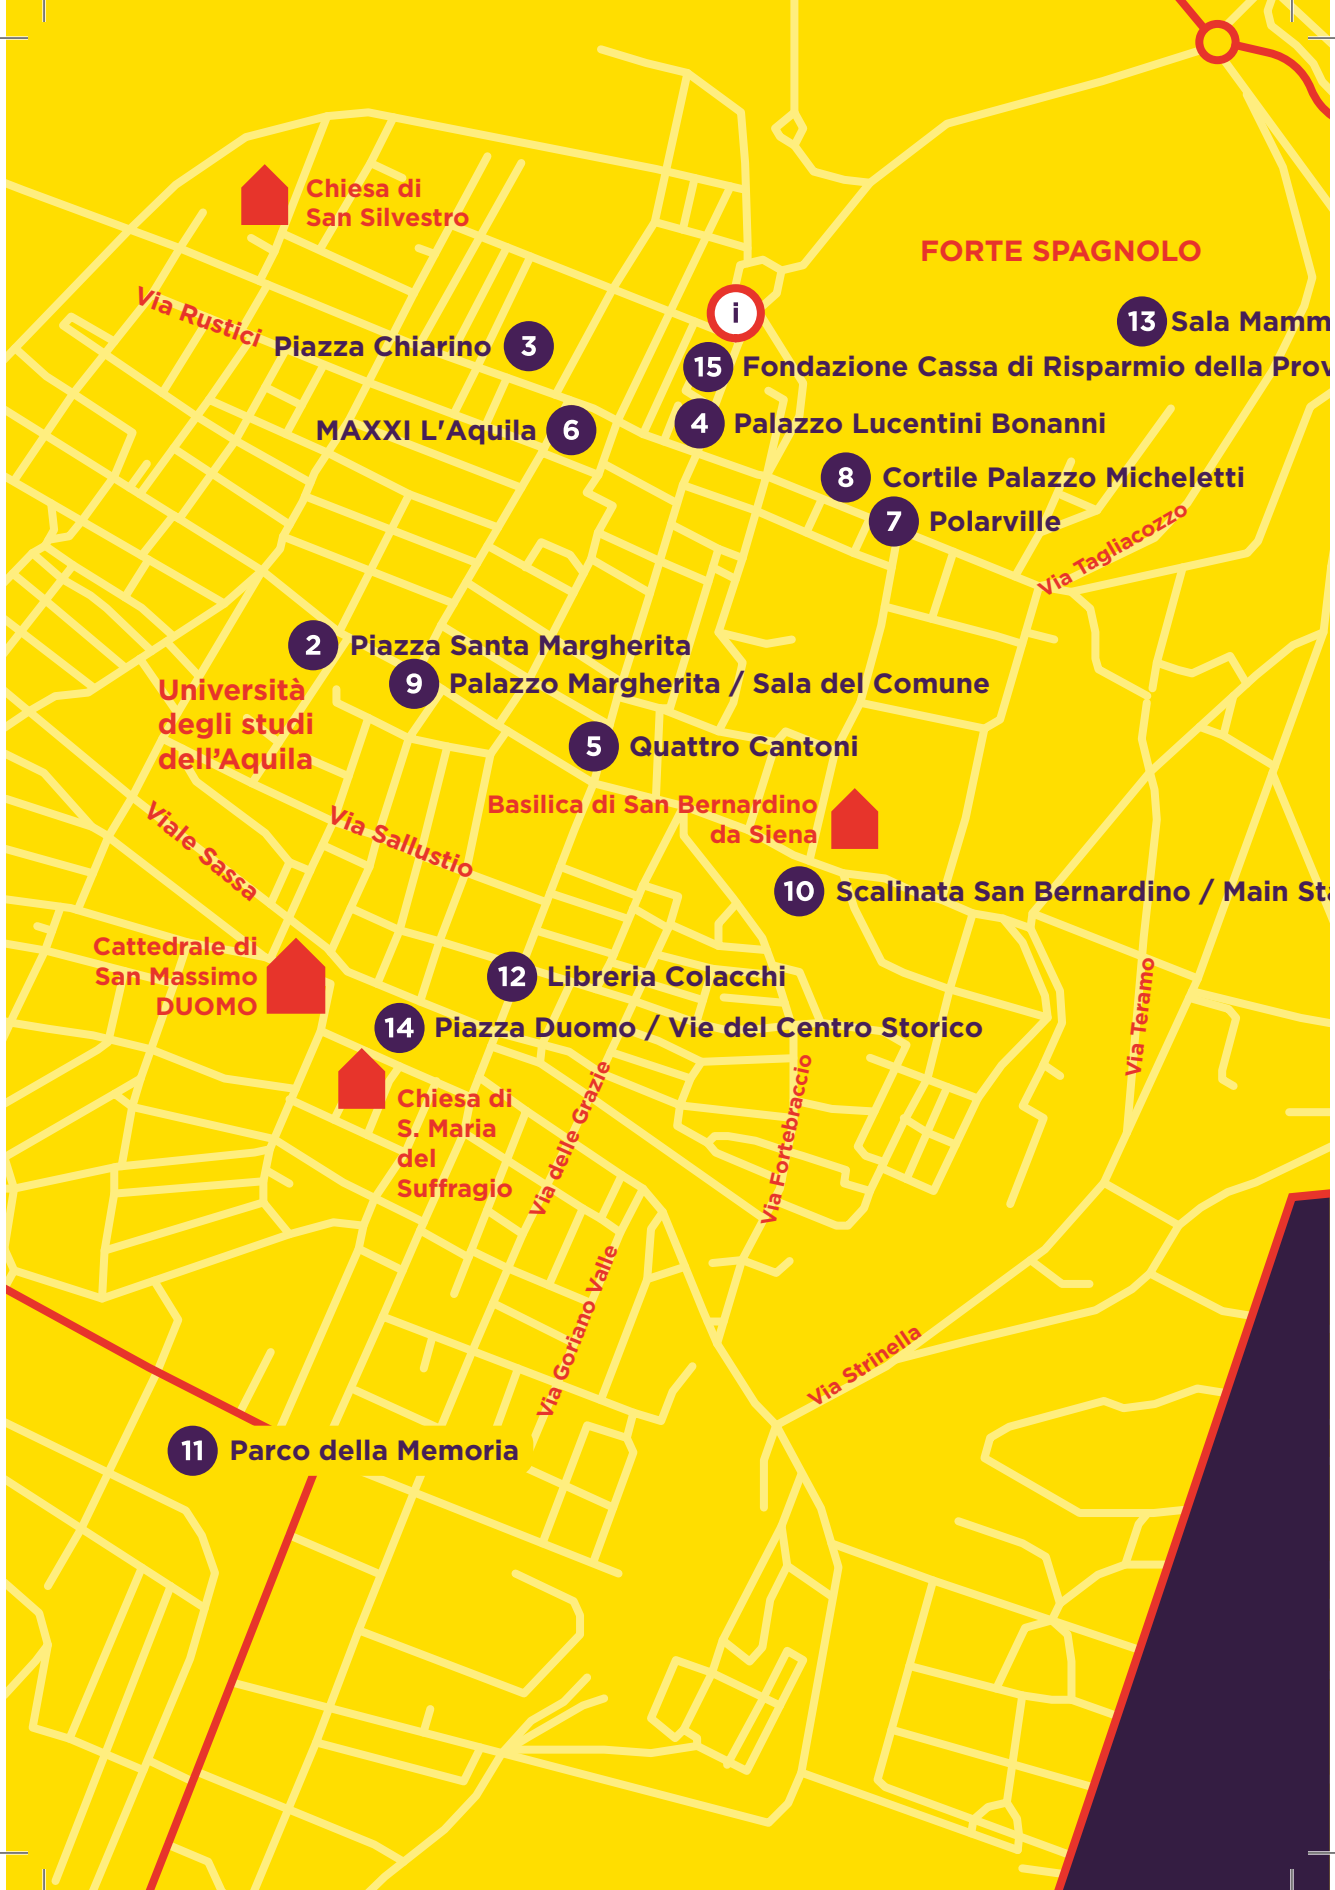 Chiesa di
San Silvestro
FORTE SPAGNOLO
Via Rustici
i
13 Sala Mamm
Piazza Chiarino 3
15 Fondazione Cassa di Risparmio della Prov
MAXXI L'Aquila 6
4 Palazzo Lucentini Bonanni
8 Cortile Palazzo Micheletti
7 Polarville
Via Tagliacozzo
2 Piazza Santa Margherita
9 Palazzo Margherita / Sala del Comune
Università
degli studi
dell’Aquila
5 Quattro Cantoni
Basilica di San Bernardino
da Siena
Viale Sassa
Via Sallustio
10 Scalinata San Bernardino / Main Sta
Cattedrale di
San Massimo
DUOMO
12 Libreria Colacchi
14 Piazza Duomo / Vie del Centro Storico
Via Teramo
Chiesa di
S. Maria
del
Suffragio
Via delle Grazie
Via Fortebraccio
Via Goriano Valle
Via Strinella
11 Parco della Memoria